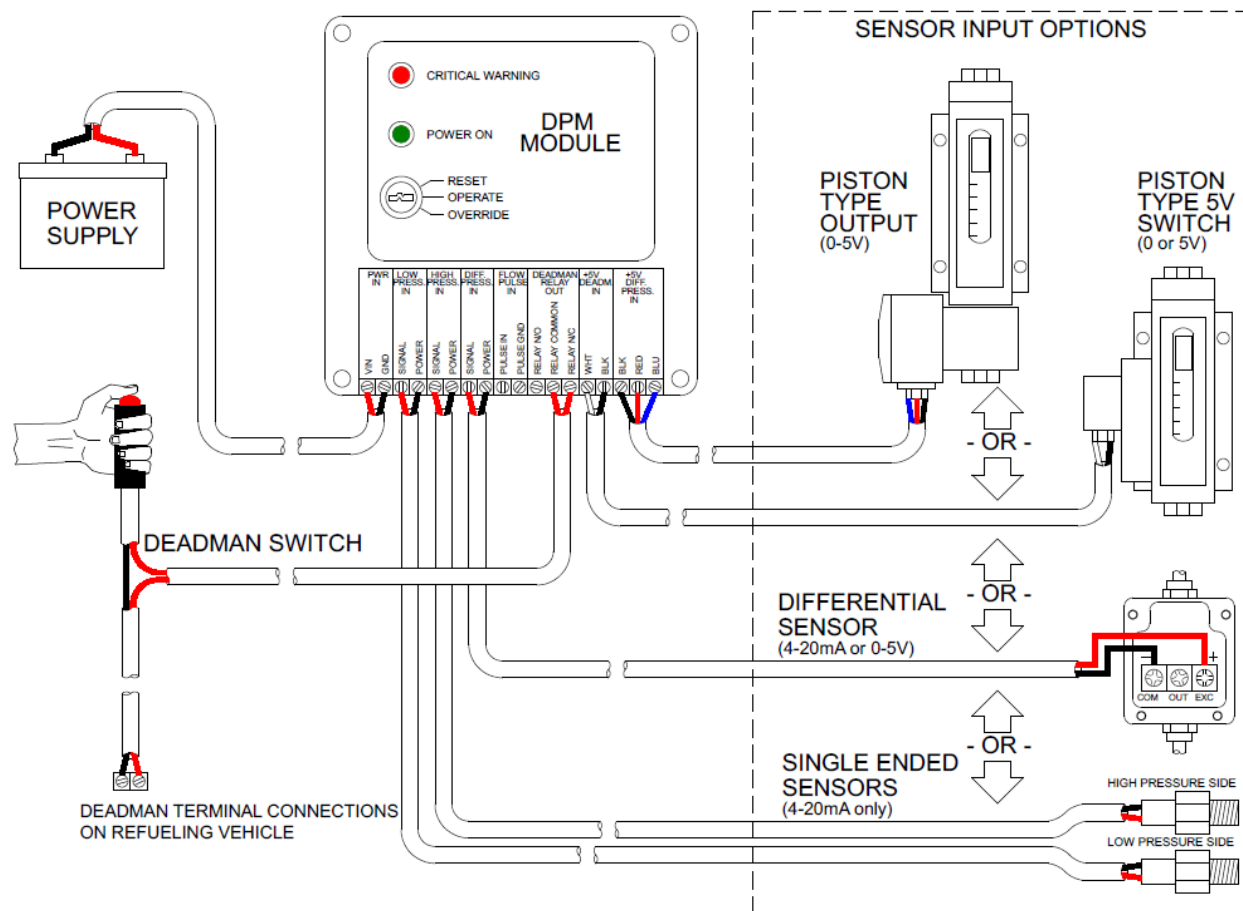 SENSOR INPUT OPTIONS
CRITICAL WARNING
POWER ON
DPM
MODULE
RESET
OPERATE
OVERRIDE
POWER
SUPPLY
PISTON
TYPE
OUTPUT
(0-5V)
PISTON
TYPE 5V
SWITCH
(0 or 5V)
PWR
IN
LOW
PRESS.
IN
HIGH
PRESS.
IN
DIFF.
PRESS.
IN
FLOW
PULSE
IN
DEADMAN
RELAY
OUT
+5V
DEADM.
IN
+5V
DIFF.
PRESS.
IN
VIN
GND
SIGNAL
POWER
SIGNAL
POWER
SIGNAL
POWER
PULSE IN
PULSE GND
RELAY N/O
RELAY COMMON
RELAY N/C
WHT
BLK
BLK
RED
BLU
- OR -
DEADMAN SWITCH
- OR -
DIFFERENTIAL
SENSOR
(4-20mA or 0-5V)
− +
COM OUT EXC
- OR -
SINGLE ENDED
SENSORS
(4-20mA only)
HIGH PRESSURE SIDE
LOW PRESSURE SIDE
DEADMAN TERMINAL CONNECTIONS
ON REFUELING VEHICLE